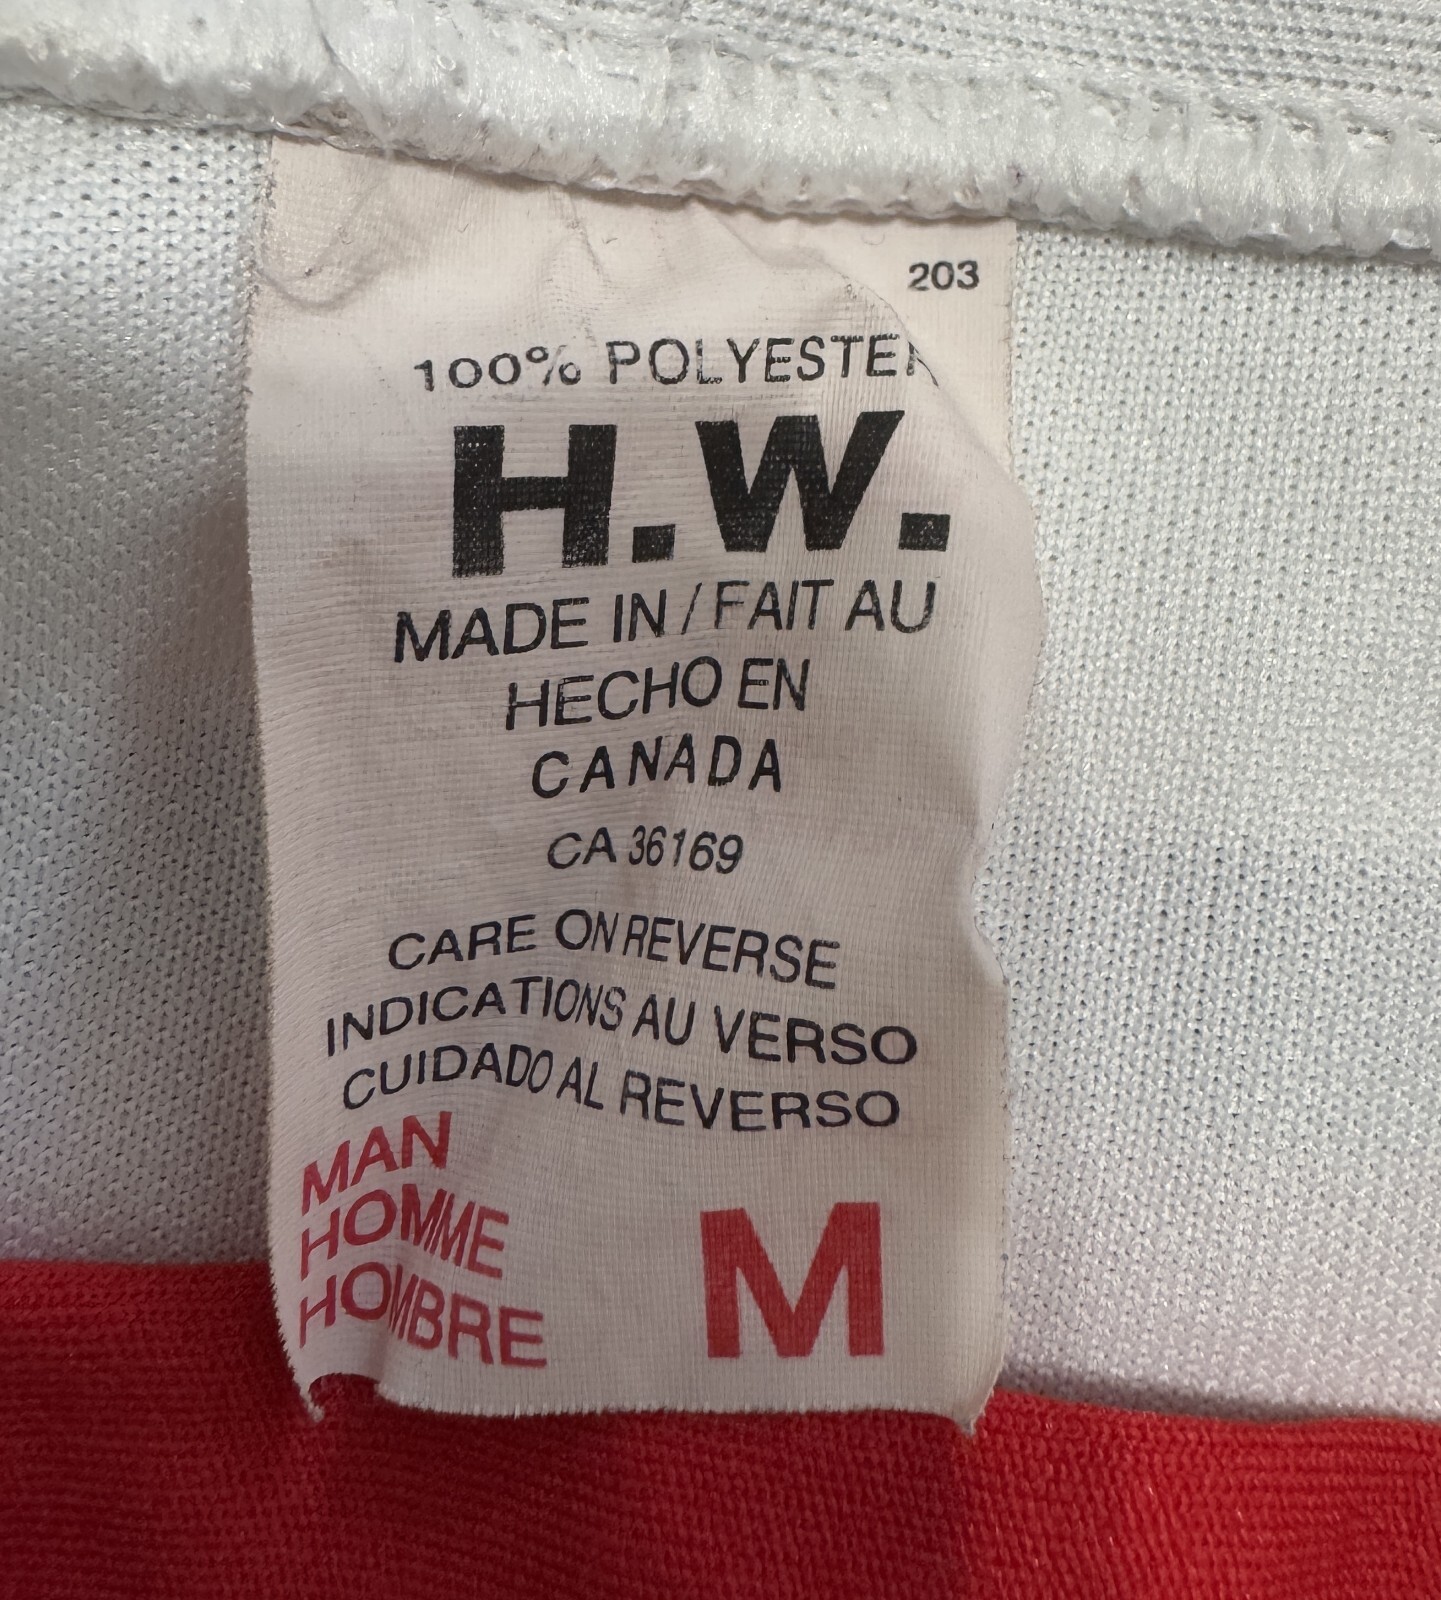 203
100% POLYESTER
H.W.
MADE IN / FAIT AU
HECHO EN
CANADA
CA 36169
CARE ON REVERSE
INDICATIONS AU VERSO
CUIDADO AL REVERSO
MAN
HOMME
HOMBRE
M